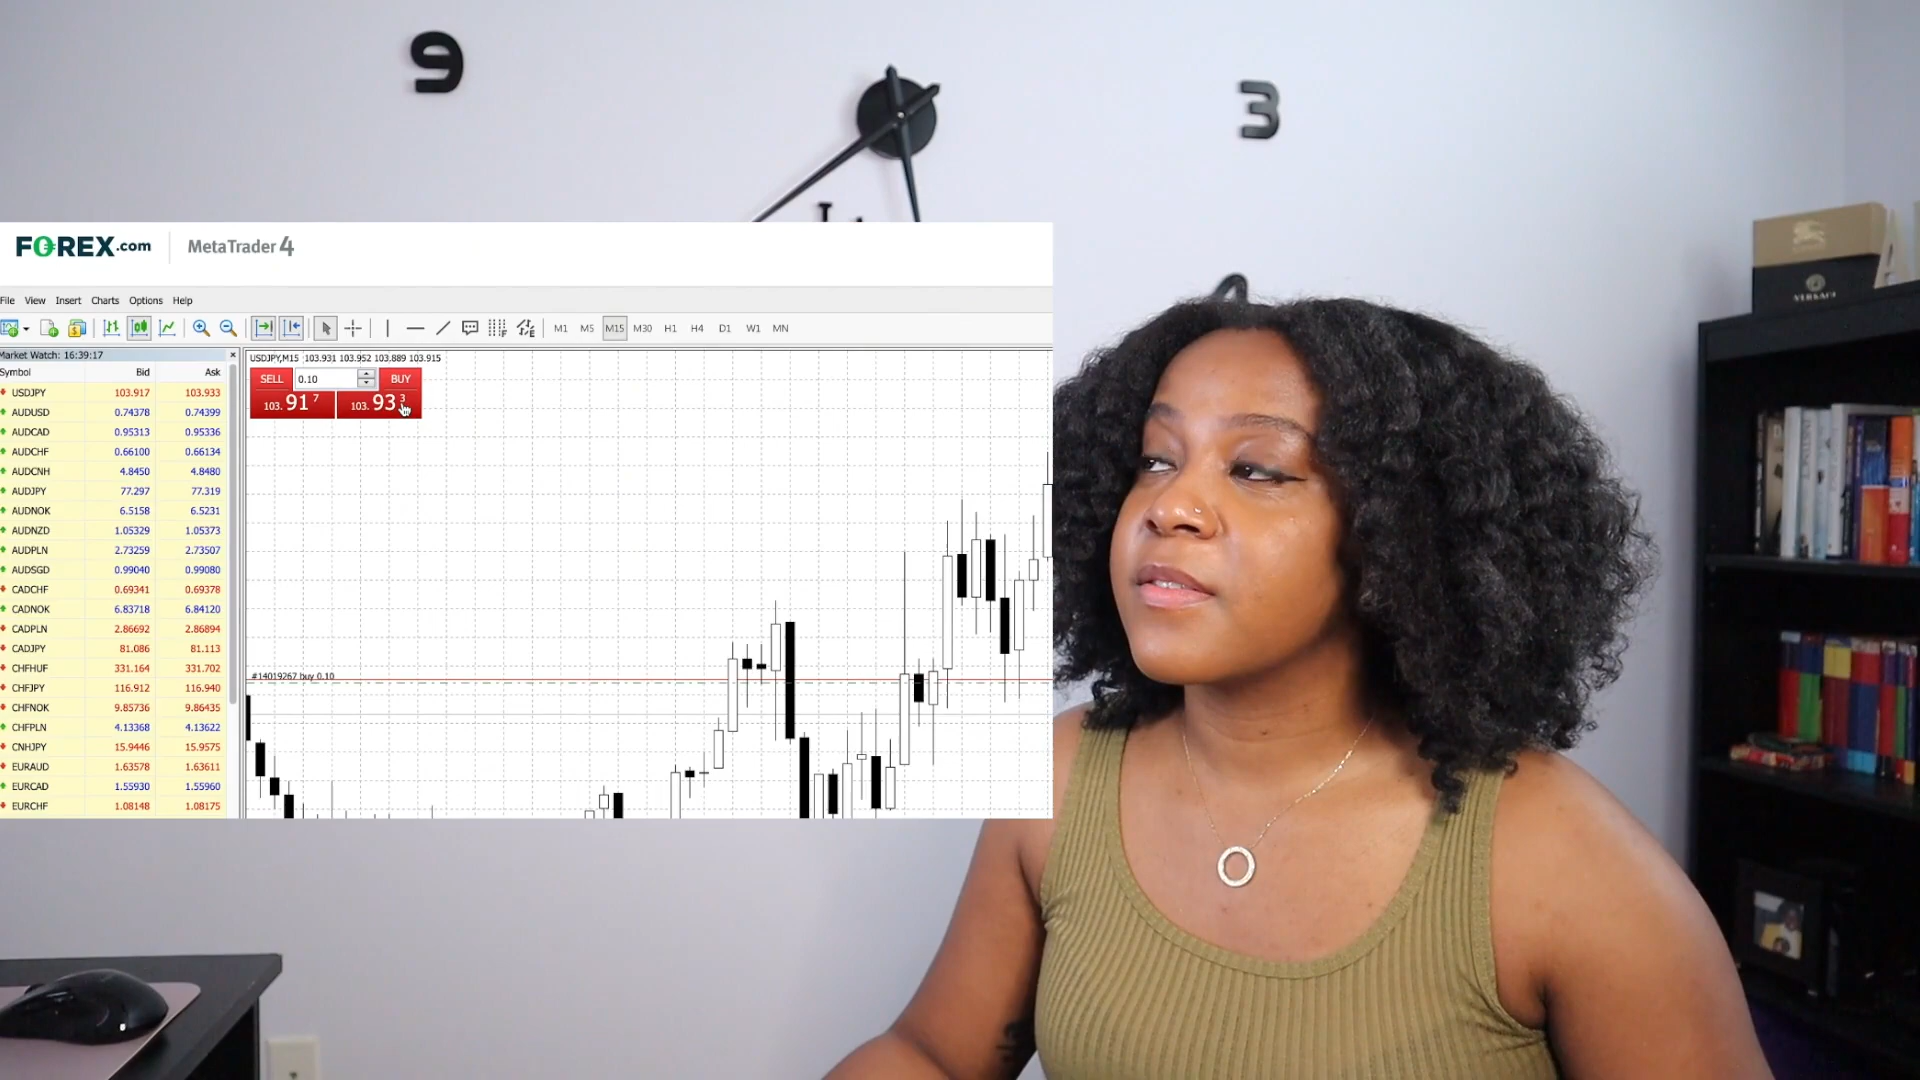 9
3
FOREX.com MetaTrader 4
File View Insert Charts Options Help
M1 M5 M15 M30 H1 H4 D1 W1 MN
Market Watch: 16:39:17
Symbol Bid Ask
USDJPY 103.917 103.933
AUDUSD 0.74378 0.74399
AUDCAD 0.95313 0.95336
AUDCHF 0.66100 0.66134
AUDCNH 4.8450 4.8480
AUDJPY 77.297 77.319
AUDNOK 6.5158 6.5231
AUDNZD 1.05329 1.05373
AUDPLN 2.73259 2.73507
AUDSGD 0.99040 0.99080
CADCHF 0.69341 0.69378
CADNOK 6.83718 6.84120
CADPLN 2.86692 2.86894
CADJPY 81.086 81.113
CHFHUF 331.164 331.702
CHFJPY 116.912 116.940
CHFNOK 9.85736 9.86435
CHFPLN 4.13368 4.13622
CNHJPY 15.9446 15.9575
EURAUD 1.63578 1.63611
EURCAD 1.55930 1.55960
EURCHF 1.08148 1.08175
USDJPY,M15 103.931 103.952 103.889 103.915
SELL 0.10 BUY
103.91 7 103.93 3
#14019267 buy 0.10
VERSACE
A